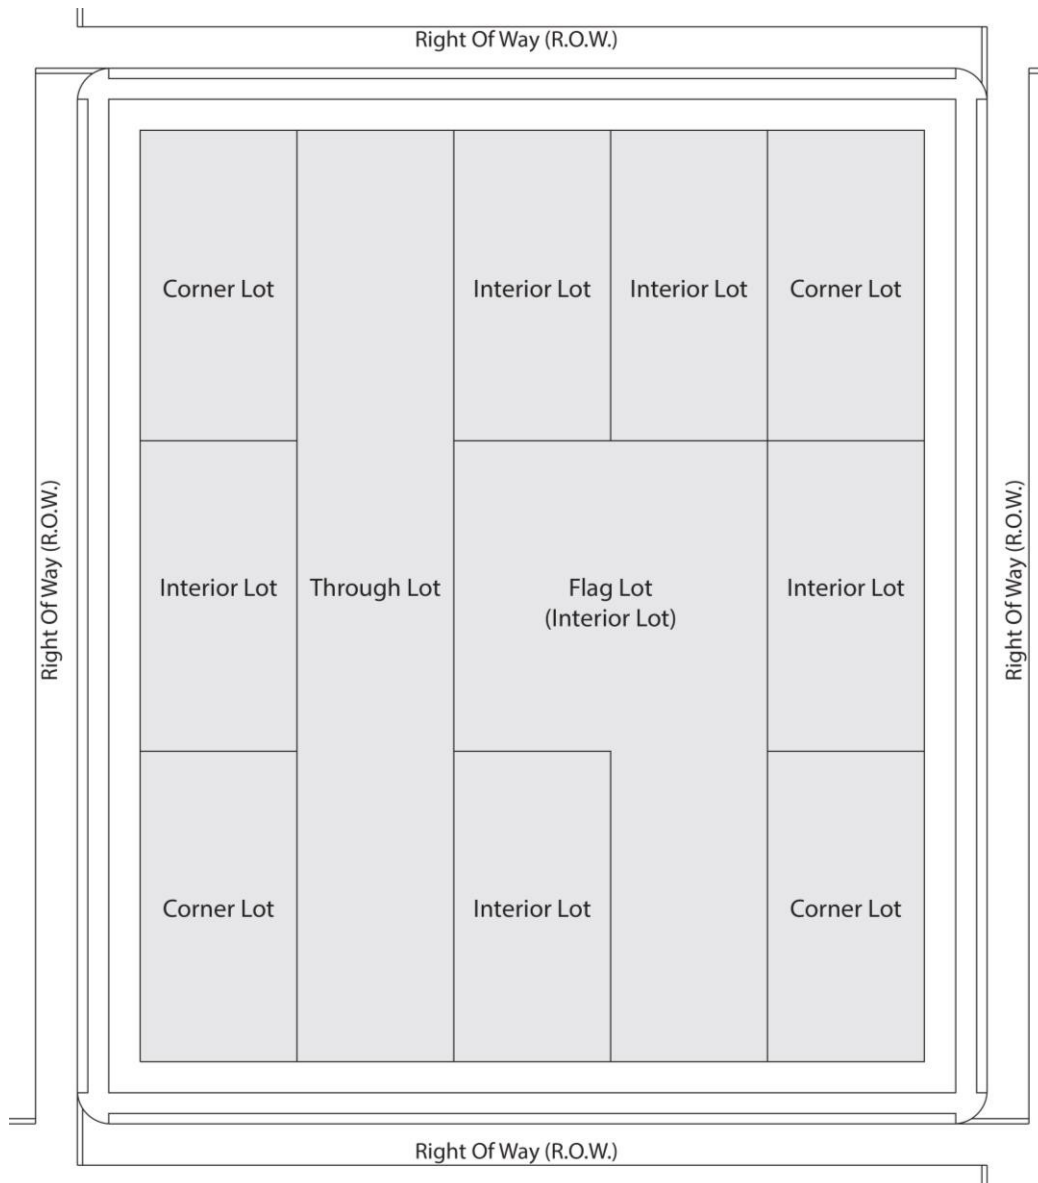 Right Of Way (R.O.W.)
Corner Lot
Interior Lot
Interior Lot
Corner Lot
Right Of Way (R.O.W.)
Interior Lot
Through Lot
Flag Lot
(Interior Lot)
Interior Lot
Right Of Way (R.O.W.)
Corner Lot
Interior Lot
Corner Lot
Right Of Way (R.O.W.)